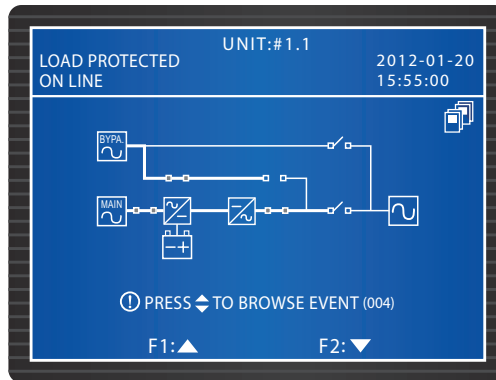 UNIT:#1.1
LOAD PROTECTED
ON LINE
2012-01-20
15:55:00
BYPA.
MAIN
PRESS TO BROWSE EVENT (004)
F1:
F2: